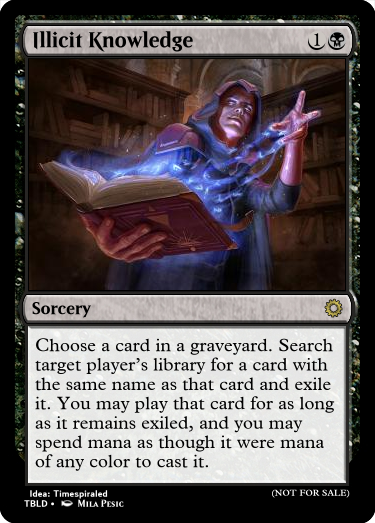 Illicit Knowledge 1
Sorcery
Choose a card in a graveyard. Search
target player's library for a card with
the same name as that card and exile
it. You may play that card for as long
as it remains exiled, and you may
spend mana as though it were mana
of any color to cast it.
Idea: Timespiraled (NOT FOR SALE)
TBLD • Mila Pesic